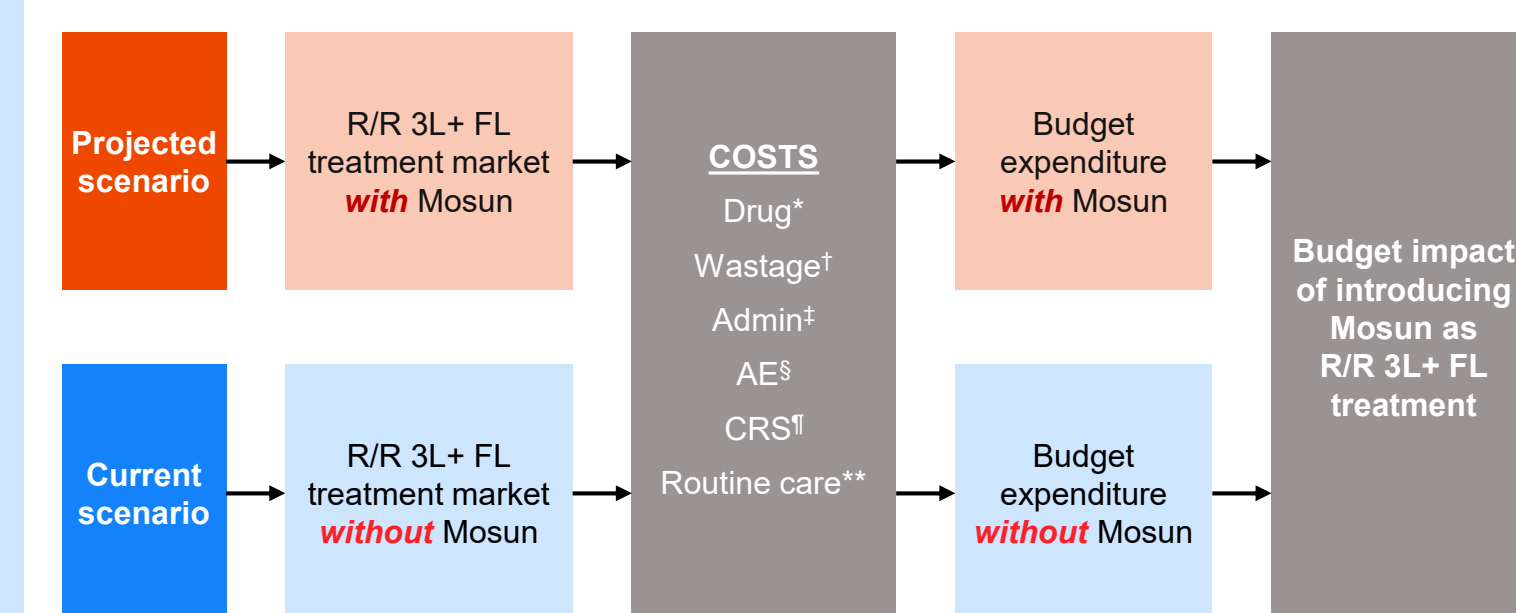 Projected
scenario
R/R 3L+ FL
treatment market
with Mosun
COSTS
Drug*
Wastage†
Admin‡
AE§
CRS¶
Routine care**
Budget
expenditure
with Mosun
Budget impact
of introducing
Mosun as
R/R 3L+ FL
treatment
Current
scenario
R/R 3L+ FL
treatment market
without Mosun
Budget
expenditure
without Mosun